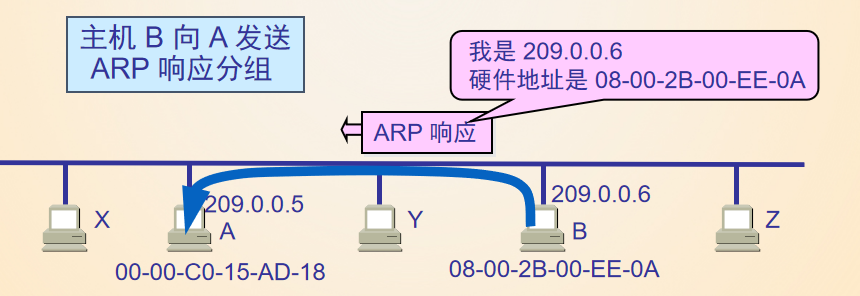 主机 B 向 A 发送
ARP 响应分组
我是 209.0.0.6
硬件地址是 08-00-2B-00-EE-0A
ARP 响应
209.0.0.5
209.0.0.6
X
A
Y
B
Z
00-00-C0-15-AD-18
08-00-2B-00-EE-0A